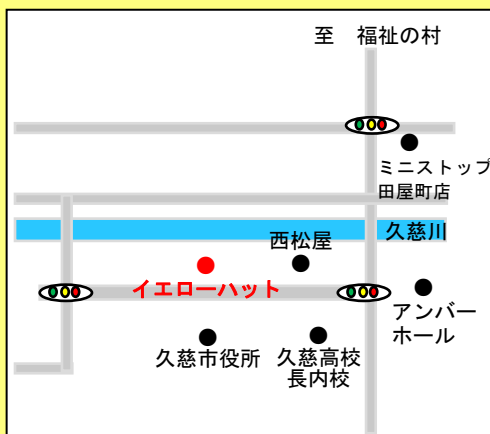 至　福祉の村
ミニストップ
田屋町店
久慈川
西松屋
イエローハット
アンバー
ホール
久慈市役所
久慈高校
長内校